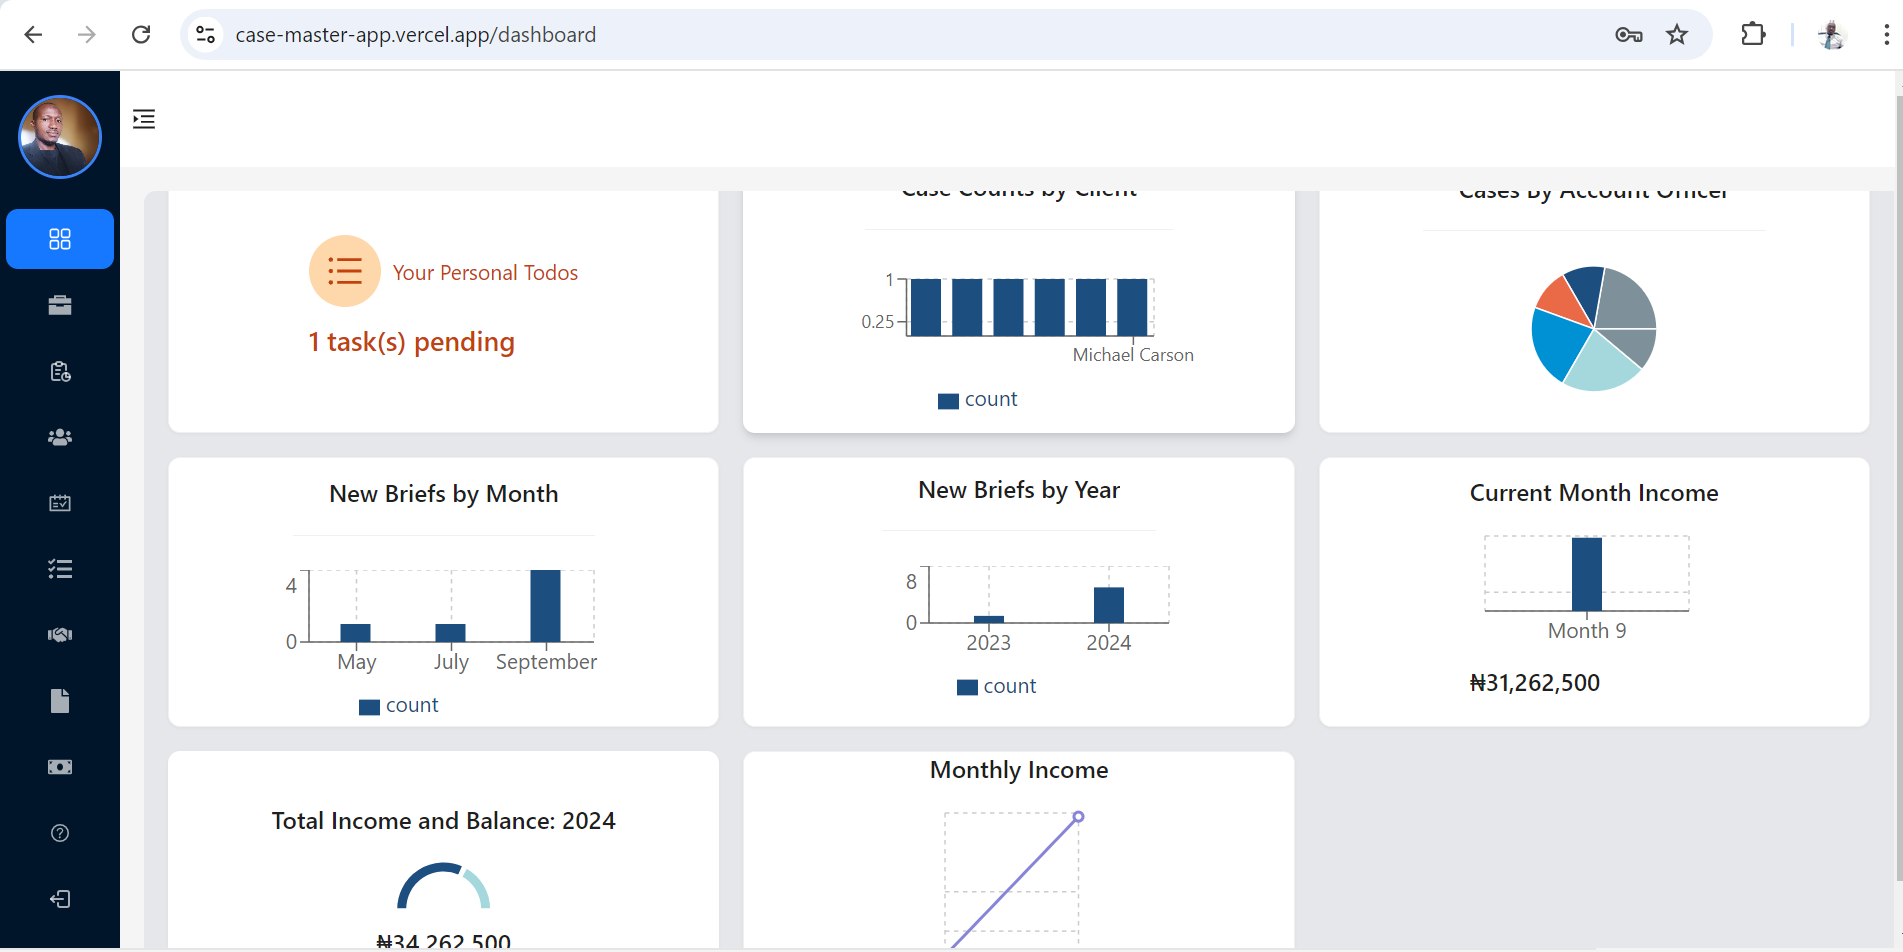 case-master-app.vercel.app/dashboard
Case Counts by Client
Cases By Account Officer
Your Personal Todos
1 task(s) pending
1
0.25
Michael Carson
count
New Briefs by Month
4
0
May July September
count
New Briefs by Year
8
0
2023 2024
count
Current Month Income
Month 9
₦31,262,500
Total Income and Balance: 2024
₦34,262,500
Monthly Income